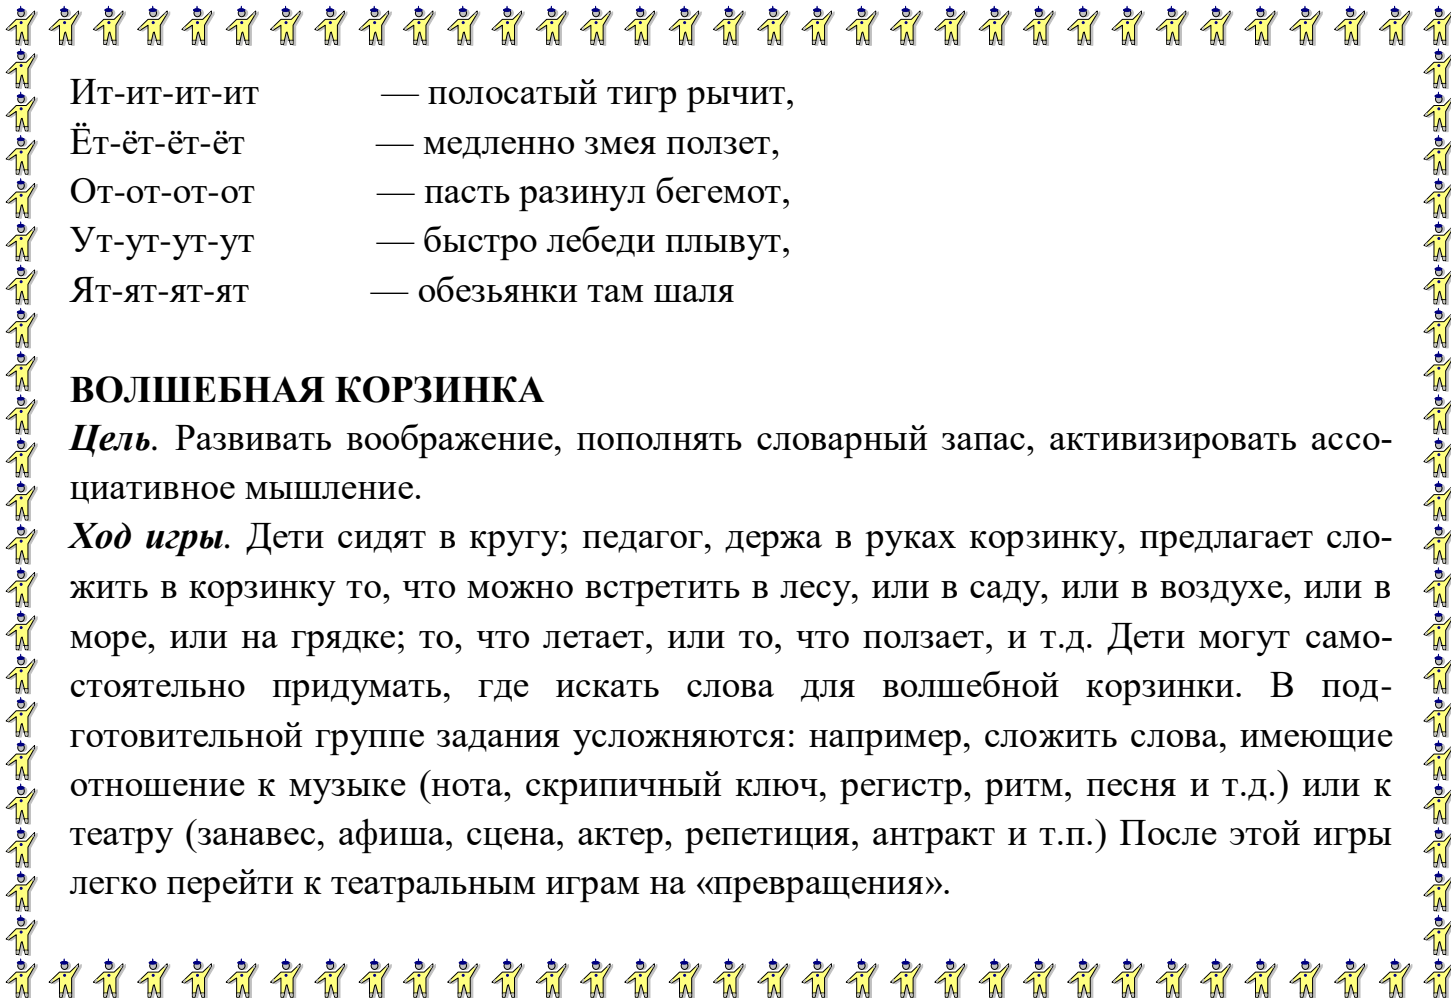 Ит-ит-ит-ит — полосатый тигр рычит,
Ёт-ёт-ёт-ёт — медленно змея ползет,
От-от-от-от — пасть разинул бегемот,
Ут-ут-ут-ут — быстро лебеди плывут,
Ят-ят-ят-ят — обезьянки там шаля
ВОЛШЕБНАЯ КОРЗИНКА
Цель. Развивать воображение, пополнять словарный запас, активизировать ассо-
циативное мышление.
Ход игры. Дети сидят в кругу; педагог, держа в руках корзинку, предлагает сло-
жить в корзинку то, что можно встретить в лесу, или в саду, или в воздухе, или в
море, или на грядке; то, что летает, или то, что ползает, и т.д. Дети могут само-
стоятельно придумать, где искать слова для волшебной корзинки. В под-
готовительной группе задания усложняются: например, сложить слова, имеющие
отношение к музыке (нота, скрипичный ключ, регистр, ритм, песня и т.д.) или к
театру (занавес, афиша, сцена, актер, репетиция, антракт и т.п.) После этой игры
легко перейти к театральным играм на «превращения».